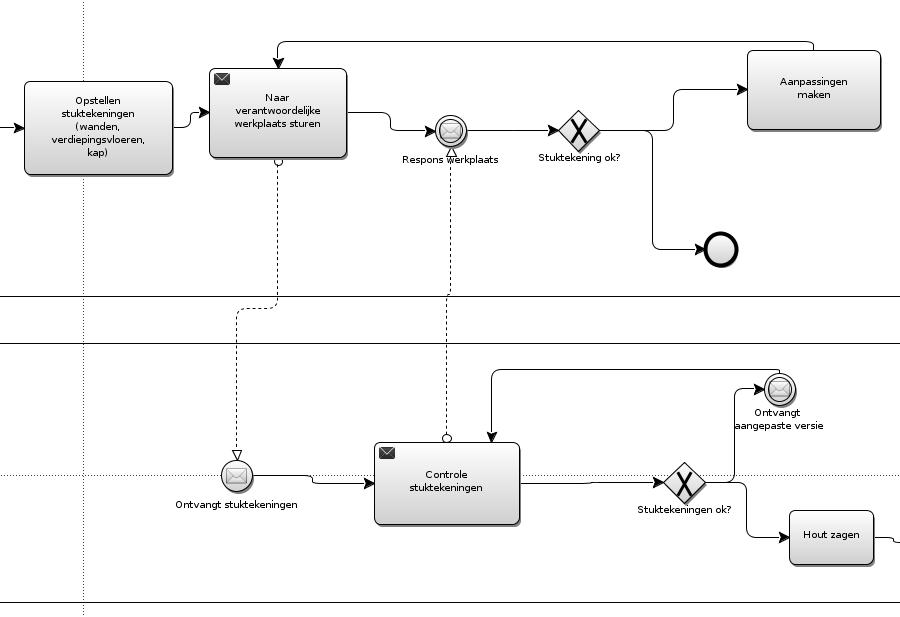 Opstellen
stuktekeningen
(wanden,
verdiepingsvloeren,
kap)
Naar
verantwoordelijke
werkplaats sturen
Respons werkplaats
Stuktekening ok?
Aanpassingen
maken
Ontvangt stuktekeningen
Controle
stuktekeningen
Stuktekeningen ok?
Ontvangt
aangepaste versie
Hout zagen